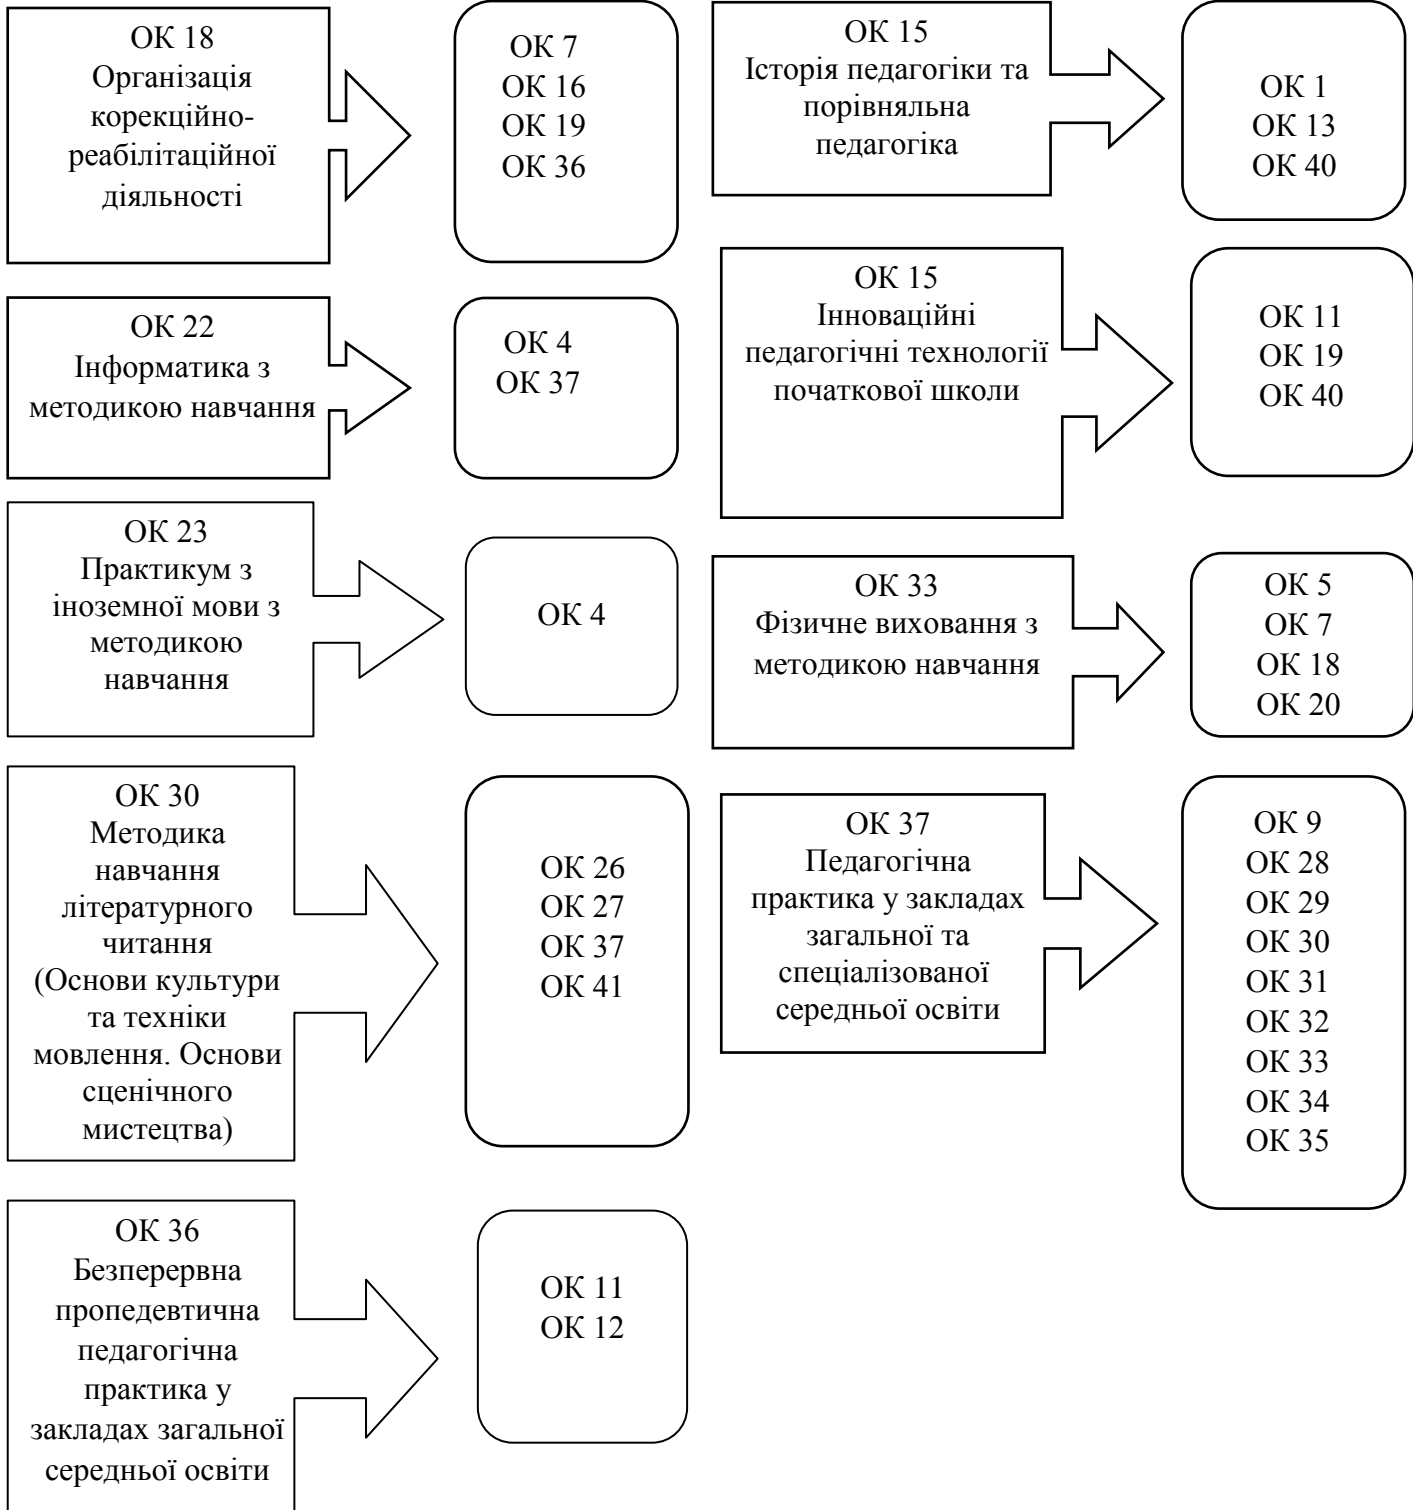 ОК 18
Організація
корекційно-
реабілітаційної
діяльності
ОК 7
ОК 16
ОК 19
ОК 36
ОК 15
Історія педагогіки та
порівняльна
педагогіка
ОК 1
ОК 13
ОК 40
ОК 22
Інформатика з
методикою навчання
ОК 4
ОК 37
ОК 15
Інноваційні
педагогічні технології
початкової школи
ОК 11
ОК 19
ОК 40
ОК 23
Практикум з
іноземної мови з
методикою
навчання
ОК 4
ОК 33
Фізичне виховання з
методикою навчання
ОК 5
ОК 7
ОК 18
ОК 20
ОК 30
Методика
навчання
літературного
читання
(Основи культури
та техніки
мовлення. Основи
сценічного
мистецтва)
ОК 26
ОК 27
ОК 37
ОК 41
ОК 37
Педагогічна
практика у закладах
загальної та
спеціалізованої
середньої освіти
ОК 9
ОК 28
ОК 29
ОК 30
ОК 31
ОК 32
ОК 33
ОК 34
ОК 35
ОК 36
Безперервна
пропедевтична
педагогічна
практика у
закладах загальної
середньої освіти
ОК 11
ОК 12